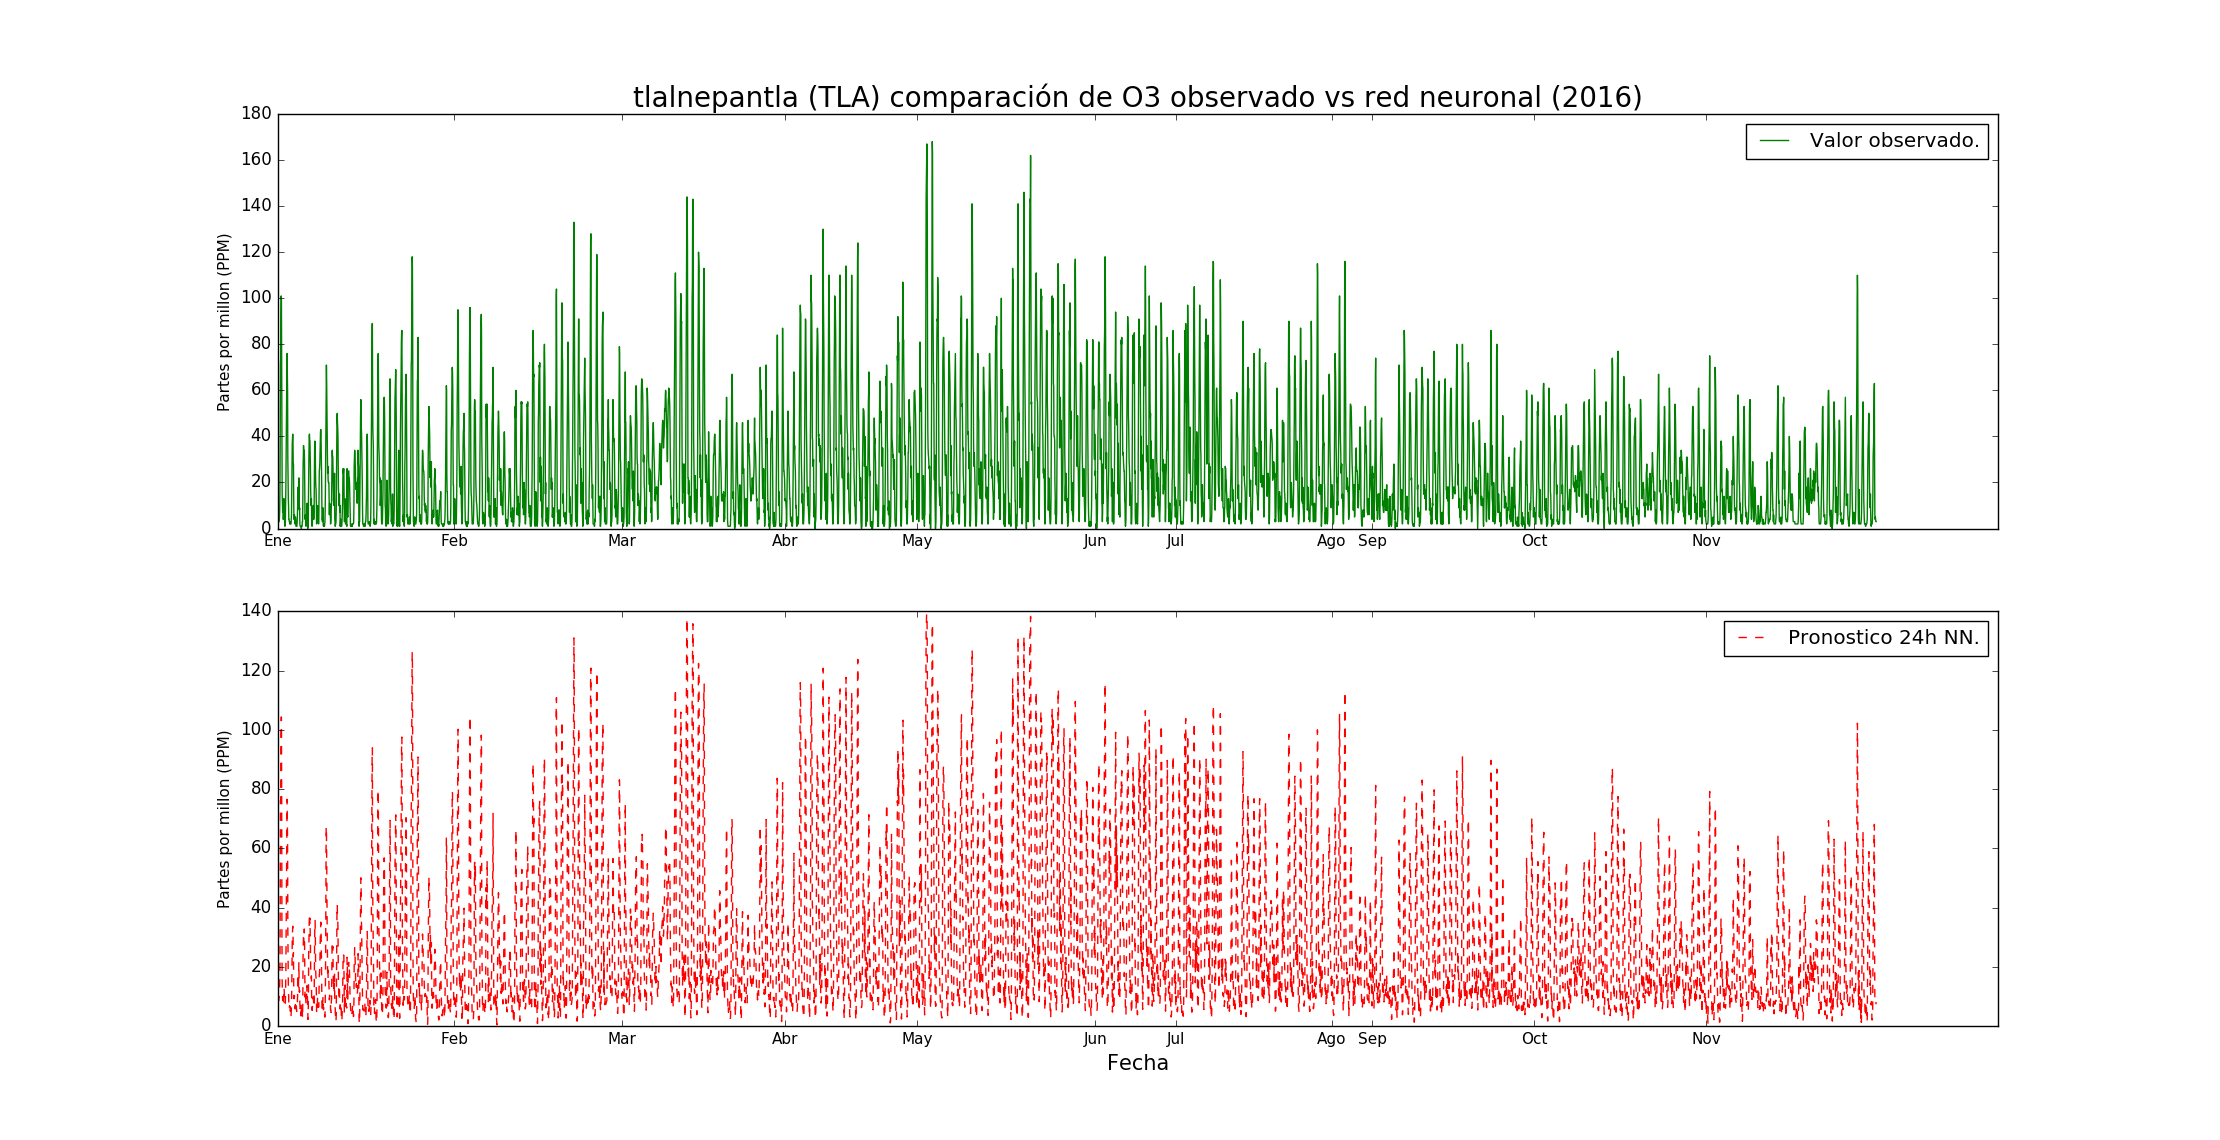 tlalnepantla (TLA) comparación de O3 observado vs red neuronal (2016)
180
160
140
120
100
80
60
40
20
0
Partes por millon (PPM)
Valor observado.
Ene Feb Mar Abr May Jun Jul Ago Sep Oct Nov
140
120
100
80
60
40
20
0
Partes por millon (PPM)
Pronostico 24h NN.
Ene Feb Mar Abr May Jun Jul Ago Sep Oct Nov
Fecha